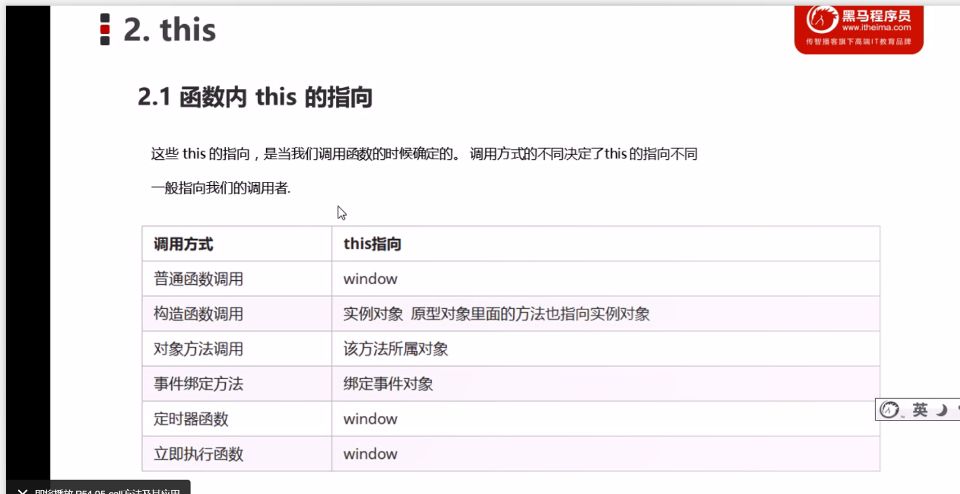 2. this
黑马程序员
www.itheima.com
传智播客旗下高端IT教育品牌
2.1 函数内 this 的指向
这些 this 的指向，是当我们调用函数的时候确定的。 调用方式的不同决定了this 的指向不同
一般指向我们的调用者.
调用方式 this指向
普通函数调用 window
构造函数调用 实例对象 原型对象里面的方法也指向实例对象
对象方法调用 该方法所属对象
事件绑定方法 绑定事件对象
定时器函数 window
立即执行函数 window
英